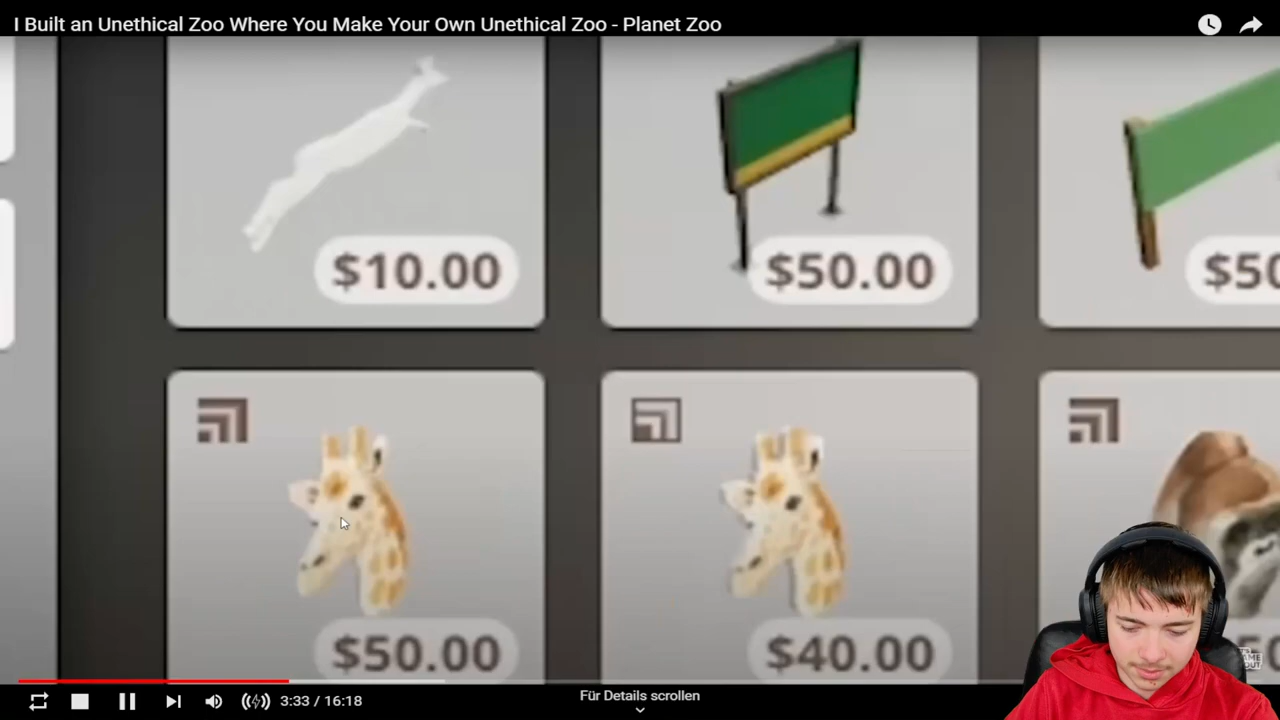 I Built an Unethical Zoo Where You Make Your Own Unethical Zoo - Planet Zoo
$10.00
$50.00
$50.00
$40.00
3:33 / 16:18
Für Details scrollen